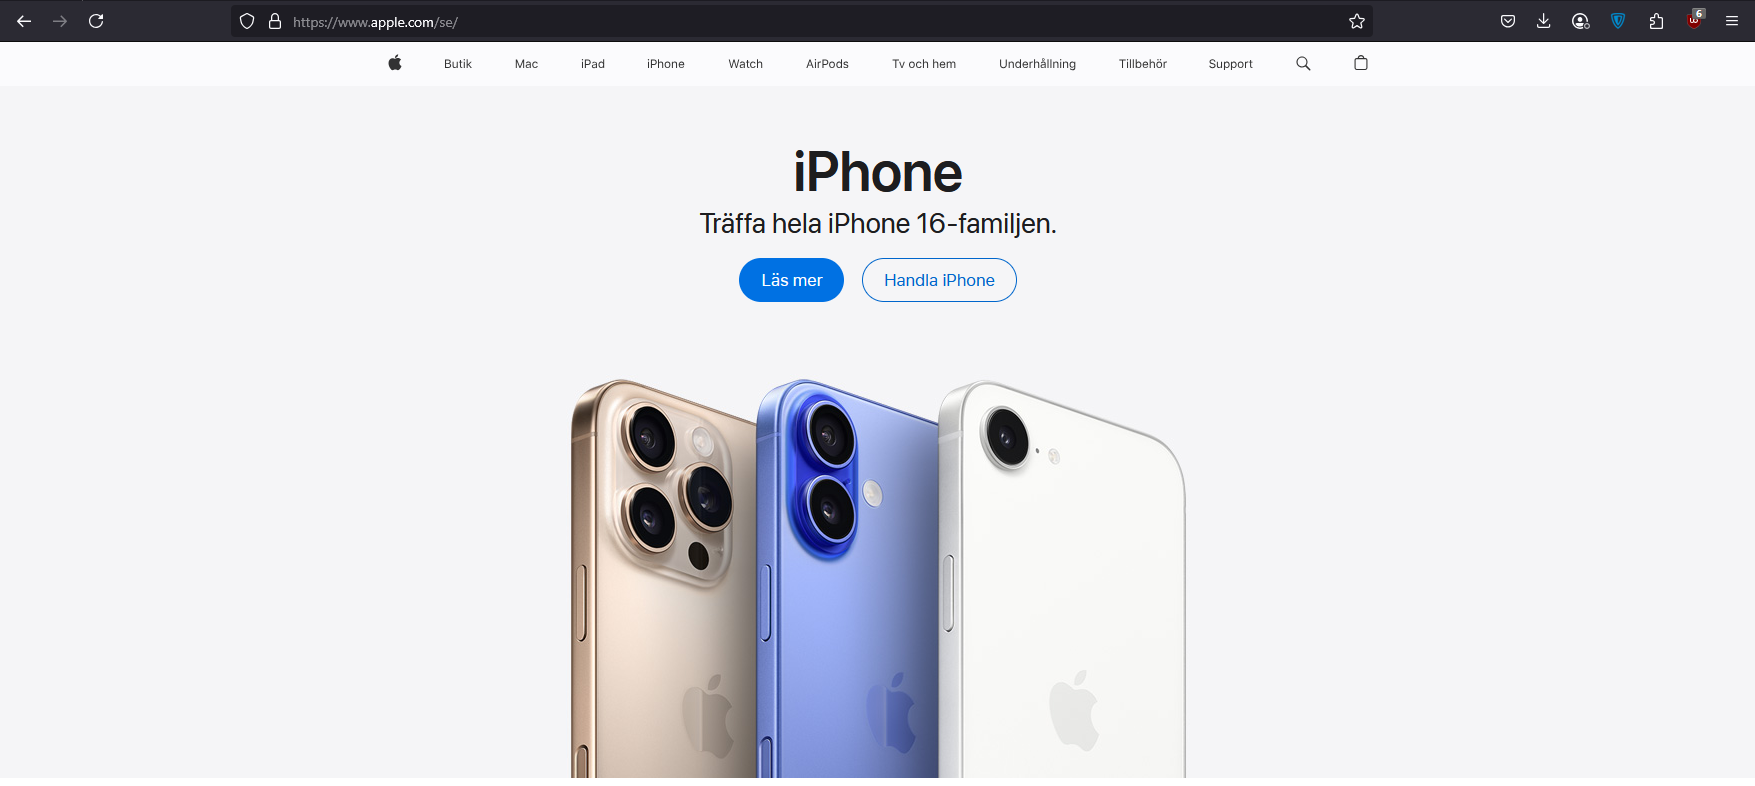 https://www.apple.com/se/
6
Butik Mac iPad iPhone Watch AirPods Tv och hem Underhållning Tillbehör Support
iPhone
Träffa hela iPhone 16-familjen.
Läs mer Handla iPhone